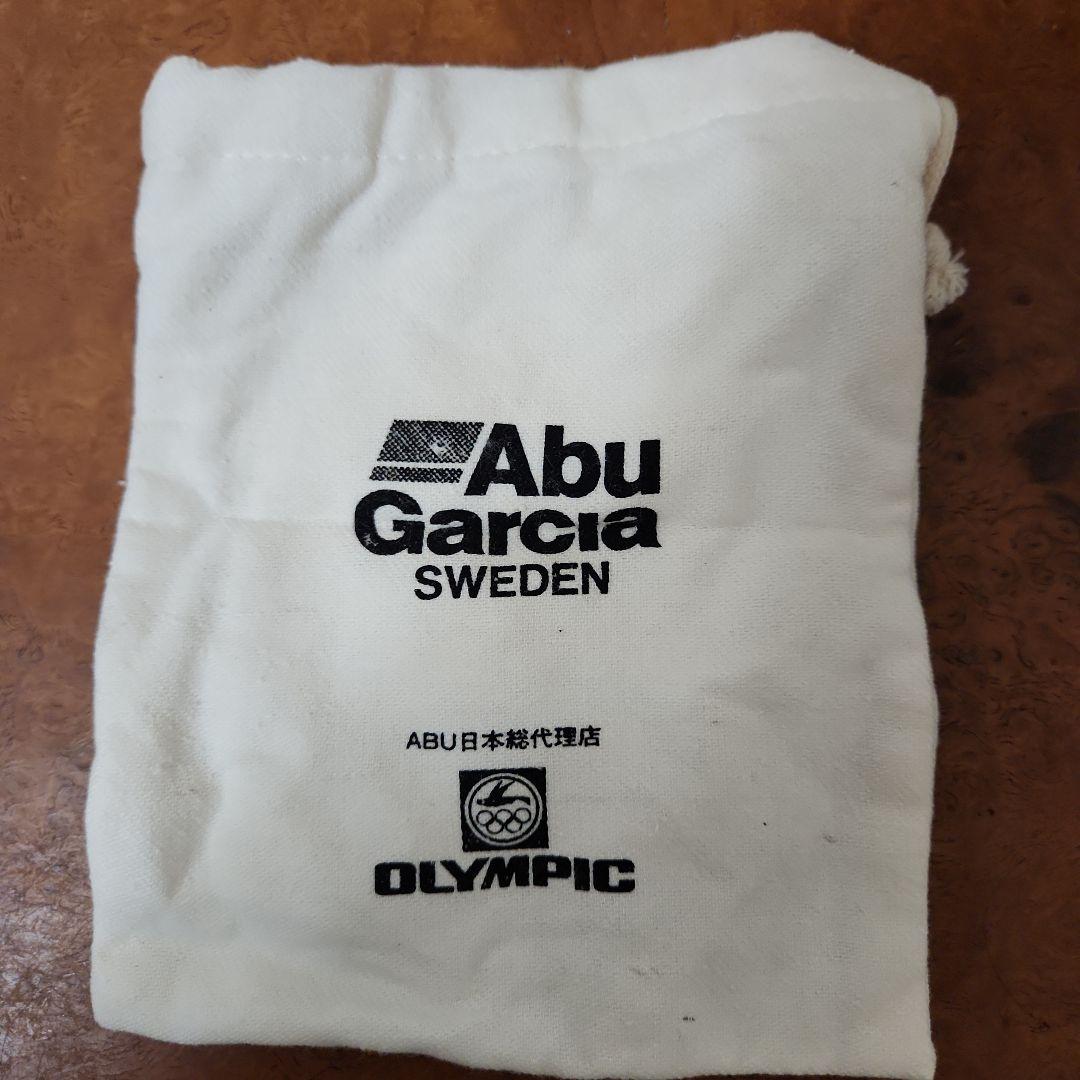 Abu
Garcia
SWEDEN
ABU日本総代理店
OLYMPIC